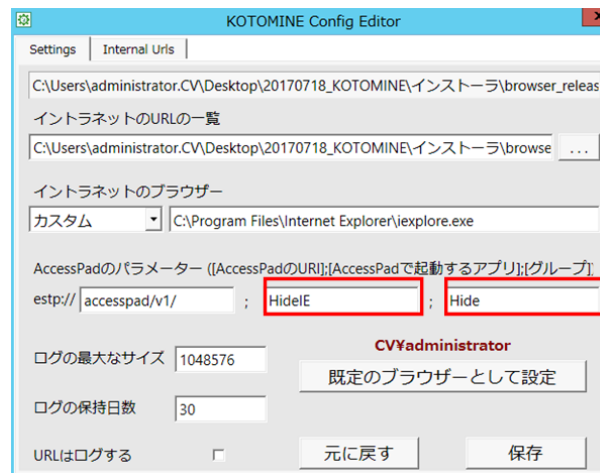 KOTOMINE Config Editor
Settings Internal Urls
C:\Users\administrator.CV\Desktop\20170718_KOTOMINE\インストーラ\browser_releas
イントラネットのURLの一覧
C:\Users\administrator.CV\Desktop\20170718_KOTOMINE\インストーラ\browse ...
イントラネットのブラウザー
カスタム C:\Program Files\Internet Explorer\iexplore.exe
AccessPadのパラメーター ([AccessPadのURI];[AccessPadで起動するアプリ];[グループ]
estp:// accesspad/v1/ ; HideIE ; Hide
CV¥administrator
ログの最大なサイズ 1048576
既定のブラウザーとして設定
ログの保持日数 30
URLはログする 元に戻す 保存